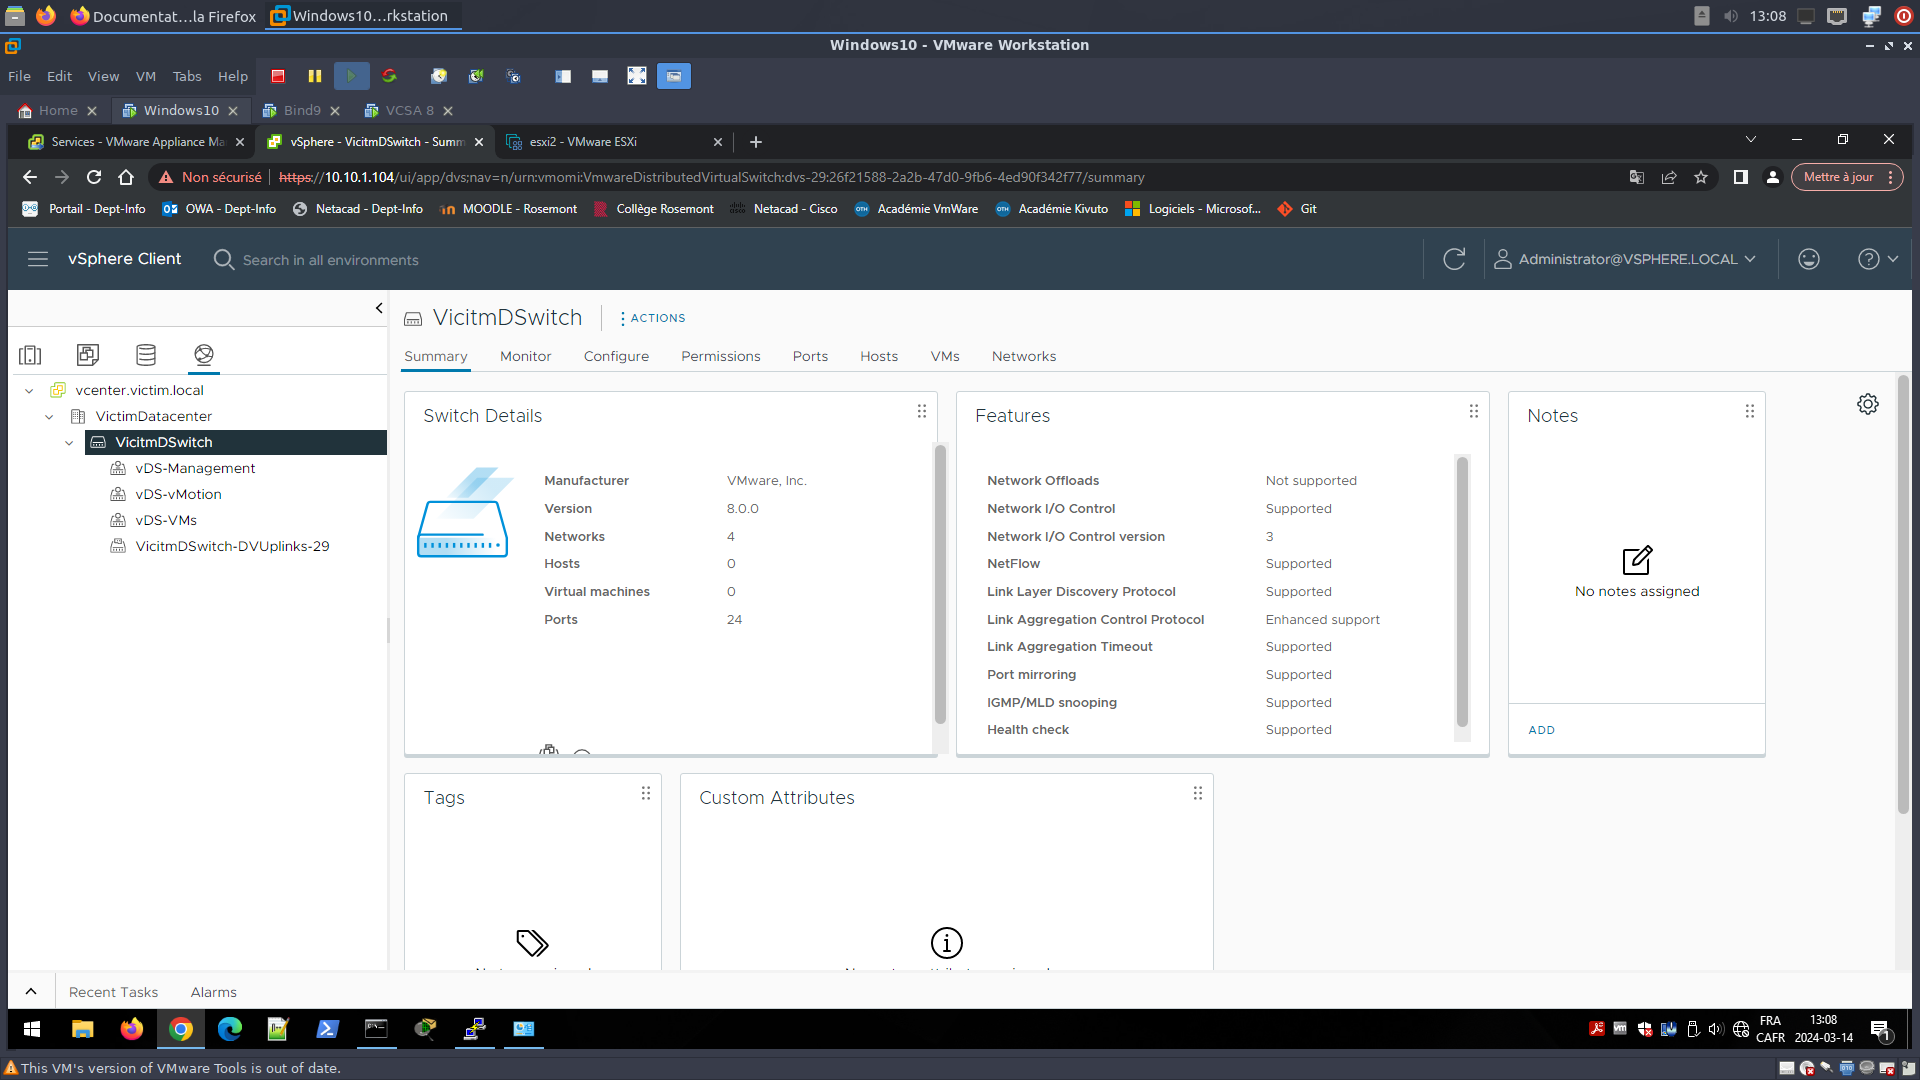 Documentat…la Firefox
Windows10…rkstation
13:08
Windows10 - VMware Workstation
File Edit View VM Tabs Help
Home
Windows10
Bind9
VCSA 8
Services - VMware Appliance Ma
vSphere - VicitmDSwitch - Summ
esxi2 - VMware ESXi
Non sécurisé
https://10.10.1.104/ui/app/dvs;nav=n/urn:vmomi:VmwareDistributedVirtualSwitch:dvs-29:26f21588-2a2b-47d0-9fb6-4ed90f342f77/summary
Mettre à jour
Portail - Dept-Info
OWA - Dept-Info
Netacad - Dept-Info
MOODLE - Rosemont
Collège Rosemont
Netacad - Cisco
Académie VmWare
Académie Kivuto
Logiciels - Microsof...
Git
vSphere Client
Search in all environments
Administrator@VSPHERE.LOCAL
vcenter.victim.local
VictimDatacenter
VicitmDSwitch
vDS-Management
vDS-vMotion
vDS-VMs
VicitmDSwitch-DVUplinks-29
VicitmDSwitch
ACTIONS
Summary Monitor Configure Permissions Ports Hosts VMs Networks
Switch Details
Manufacturer VMware, Inc.
Version 8.0.0
Networks 4
Hosts 0
Virtual machines 0
Ports 24
Features
Network Offloads Not supported
Network I/O Control Supported
Network I/O Control version 3
NetFlow Supported
Link Layer Discovery Protocol Supported
Link Aggregation Control Protocol Enhanced support
Link Aggregation Timeout Supported
Port mirroring Supported
IGMP/MLD snooping Supported
Health check Supported
Notes
No notes assigned
ADD
Tags
Custom Attributes
Recent Tasks
Alarms
FRA
CAFR
13:08
2024-03-14
1
This VM's version of VMware Tools is out of date.